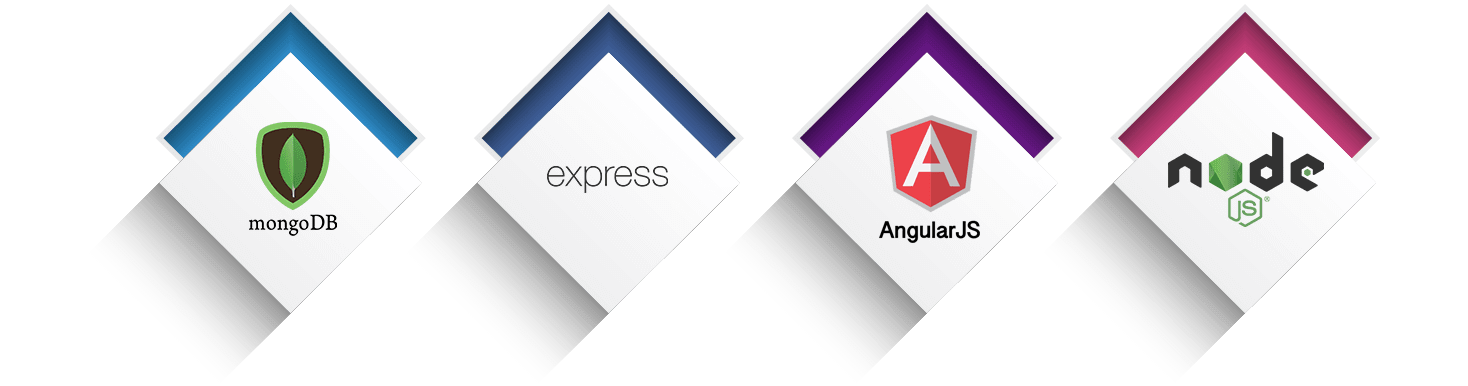 mongoDB
express
A
AngularJS
node
JS®